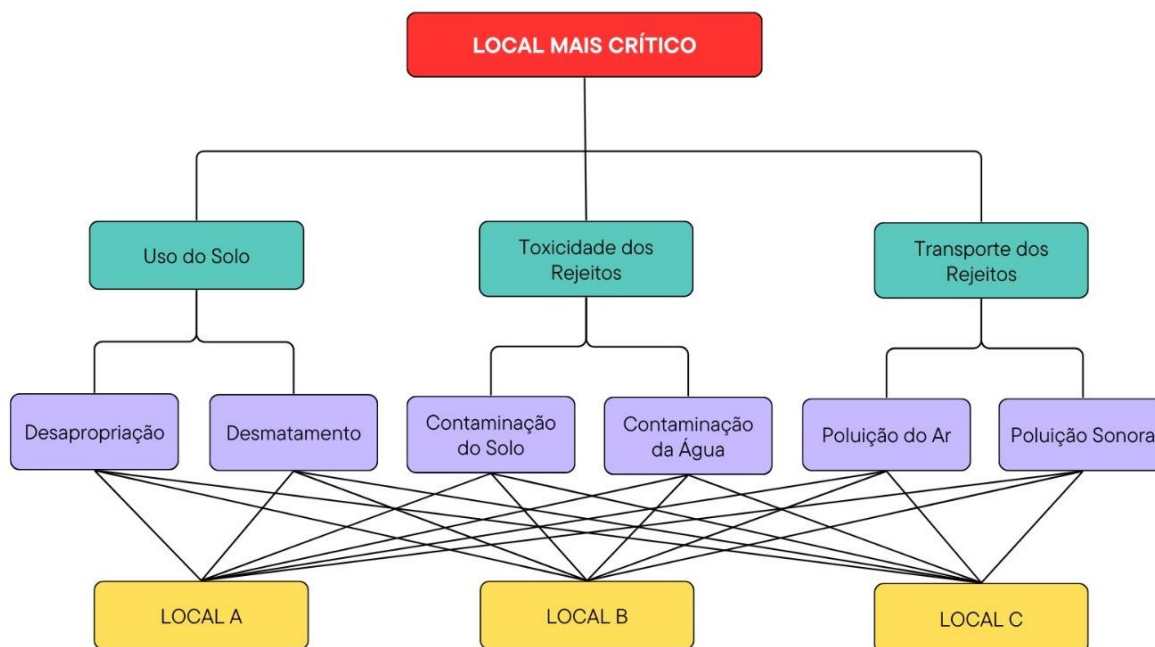 LOCAL MAIS CRÍTICO
Uso do Solo
Toxicidade dos
Rejeitos
Transporte dos
Rejeitos
Desapropriação
Desmatamento
Contaminação
do Solo
Contaminação
da Água
Poluição do Ar
Poluição Sonora
LOCAL A
LOCAL B
LOCAL C